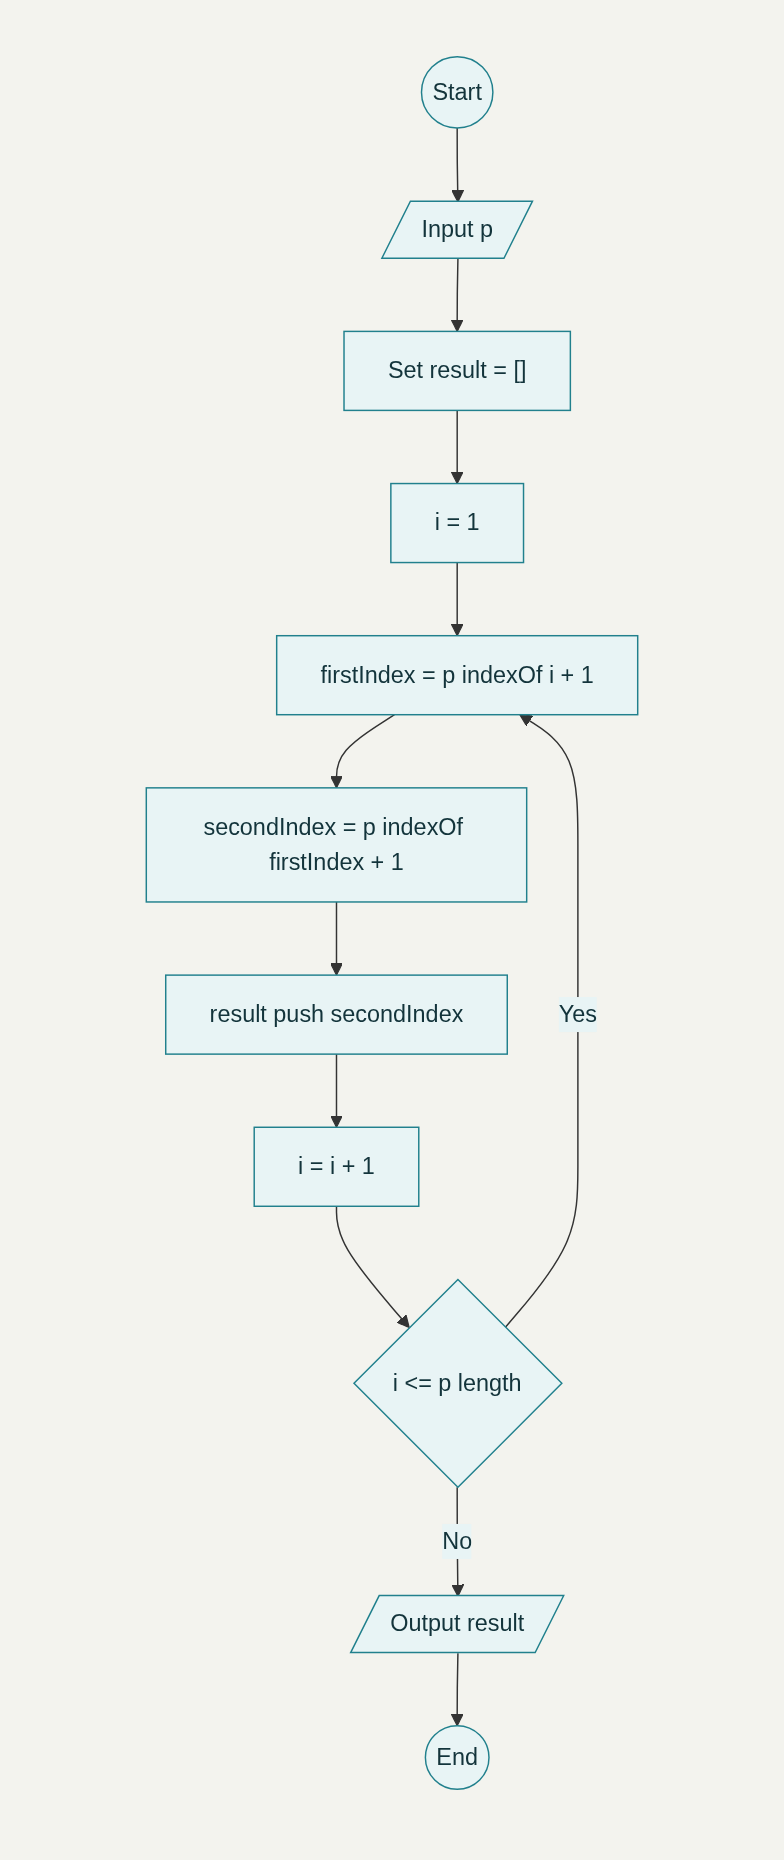 Start
Input p
Set result = []
i = 1
firstIndex = p indexOf i + 1
secondIndex = p indexOf
firstIndex + 1
result push secondIndex
Yes
i = i + 1
i <= p length
No
Output result
End